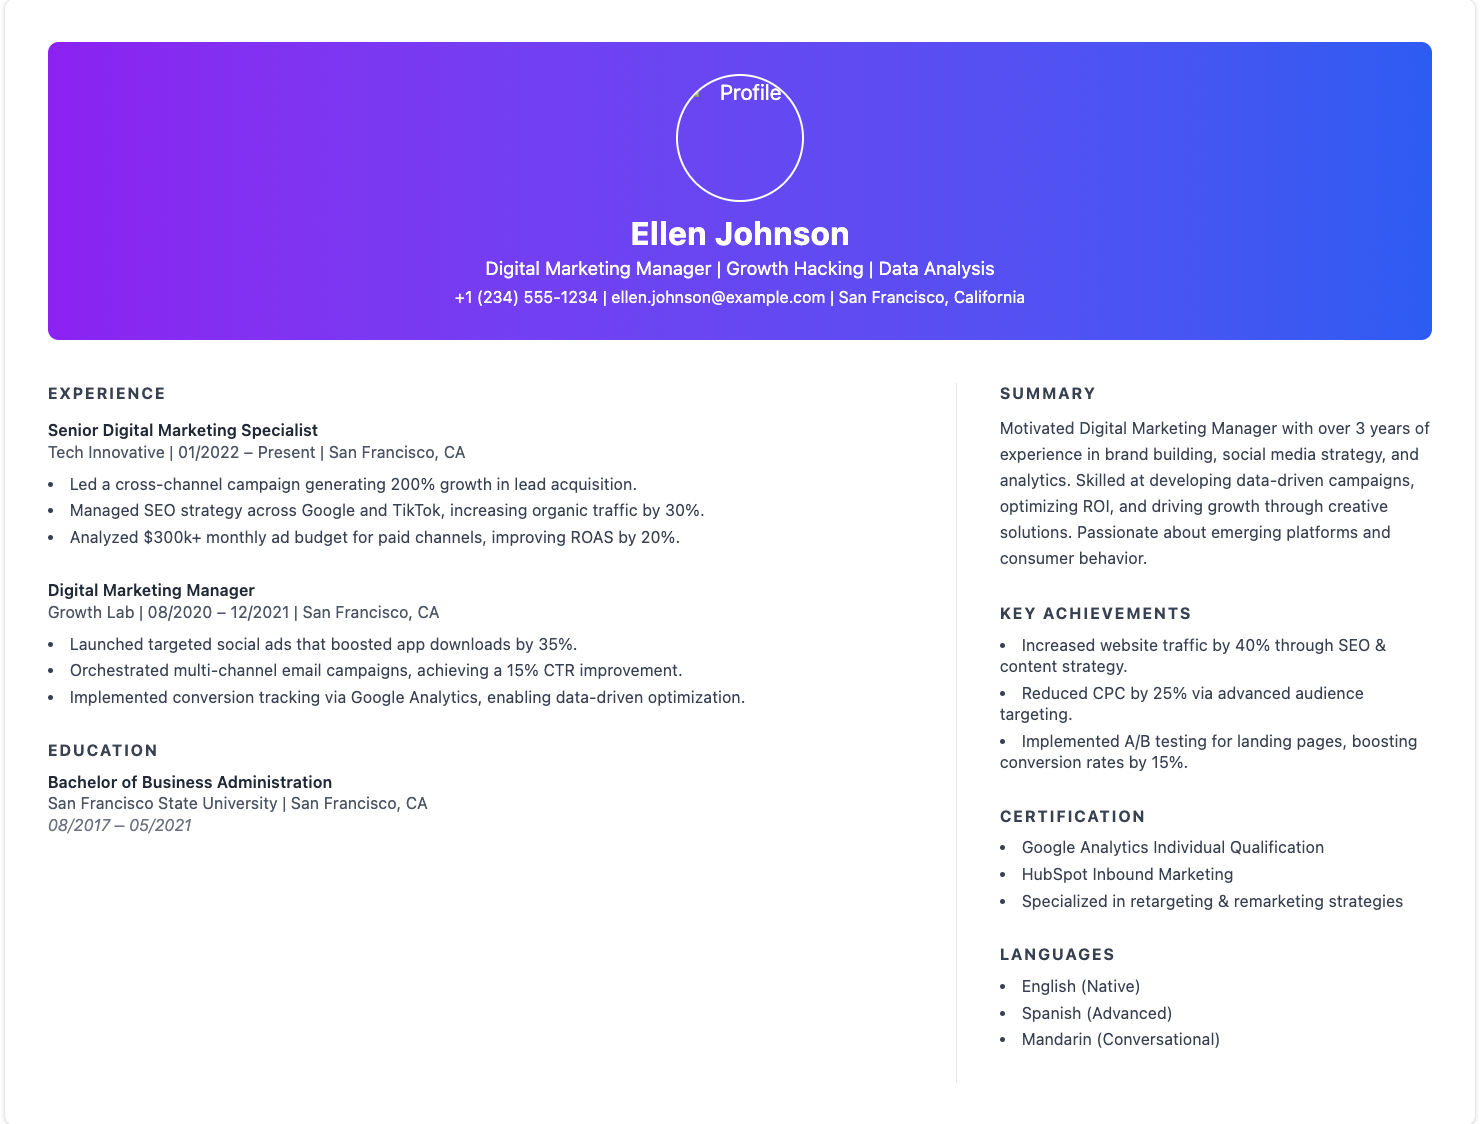 Profile
Ellen Johnson
Digital Marketing Manager | Growth Hacking | Data Analysis
+1 (234) 555-1234 | ellen.johnson@example.com | San Francisco, California
EXPERIENCE
Senior Digital Marketing Specialist
Tech Innovative | 01/2022 – Present | San Francisco, CA
• Led a cross-channel campaign generating 200% growth in lead acquisition.
• Managed SEO strategy across Google and TikTok, increasing organic traffic by 30%.
• Analyzed $300k+ monthly ad budget for paid channels, improving ROAS by 20%.
Digital Marketing Manager
Growth Lab | 08/2020 – 12/2021 | San Francisco, CA
• Launched targeted social ads that boosted app downloads by 35%.
• Orchestrated multi-channel email campaigns, achieving a 15% CTR improvement.
• Implemented conversion tracking via Google Analytics, enabling data-driven optimization.
EDUCATION
Bachelor of Business Administration
San Francisco State University | San Francisco, CA
08/2017 – 05/2021
SUMMARY
Motivated Digital Marketing Manager with over 3 years of
experience in brand building, social media strategy, and
analytics. Skilled at developing data-driven campaigns,
optimizing ROI, and driving growth through creative
solutions. Passionate about emerging platforms and
consumer behavior.
KEY ACHIEVEMENTS
• Increased website traffic by 40% through SEO &
content strategy.
• Reduced CPC by 25% via advanced audience
targeting.
• Implemented A/B testing for landing pages, boosting
conversion rates by 15%.
CERTIFICATION
• Google Analytics Individual Qualification
• HubSpot Inbound Marketing
• Specialized in retargeting & remarketing strategies
LANGUAGES
• English (Native)
• Spanish (Advanced)
• Mandarin (Conversational)